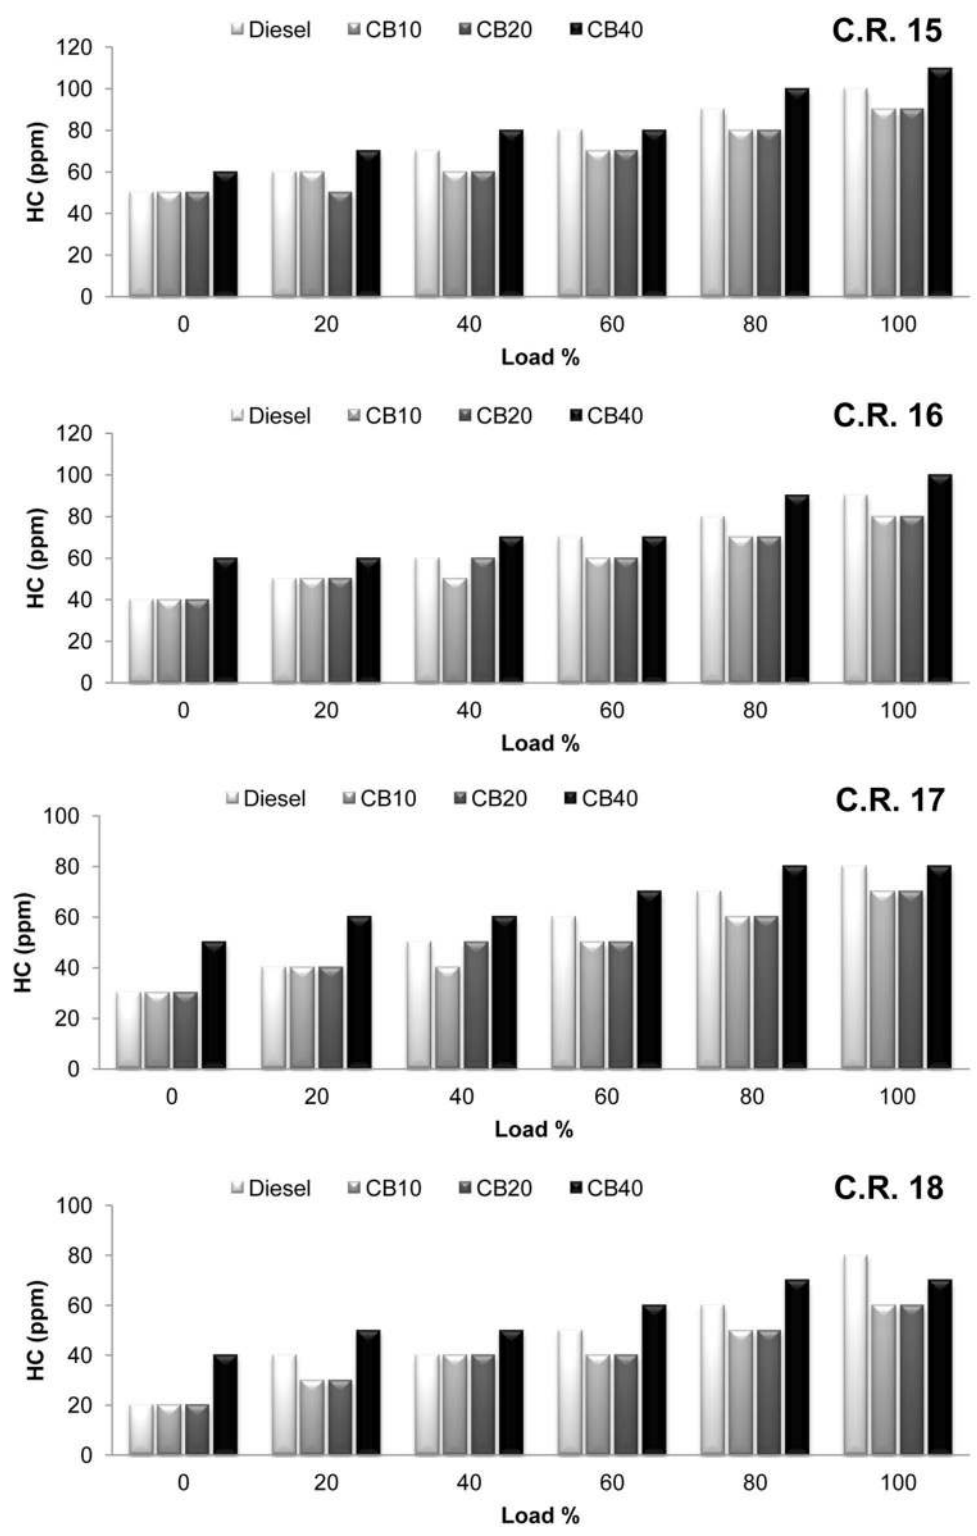 Diesel CB10 CB20 CB40 C.R. 15
120
100
80
60
40
20
0
HC (ppm)
0 20 40 60 80 100
Load %
Diesel CB10 CB20 CB40 C.R. 16
120
100
80
60
40
20
0
HC (ppm)
0 20 40 60 80 100
Load %
Diesel CB10 CB20 CB40 C.R. 17
100
80
60
40
20
0
HC (ppm)
0 20 40 60 80 100
Load %
Diesel CB10 CB20 CB40 C.R. 18
100
80
60
40
20
0
HC (ppm)
0 20 40 60 80 100
Load %